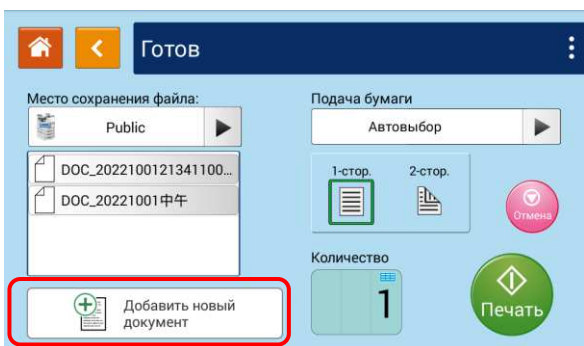 Готов
Место сохранения файла:
Public
DOC_2022100121341100...
DOC_20221001中午
Добавить новый
документ
Подача бумаги
Автовыбор
1-стор.
2-стор.
Отмена
Количество
1
Печать